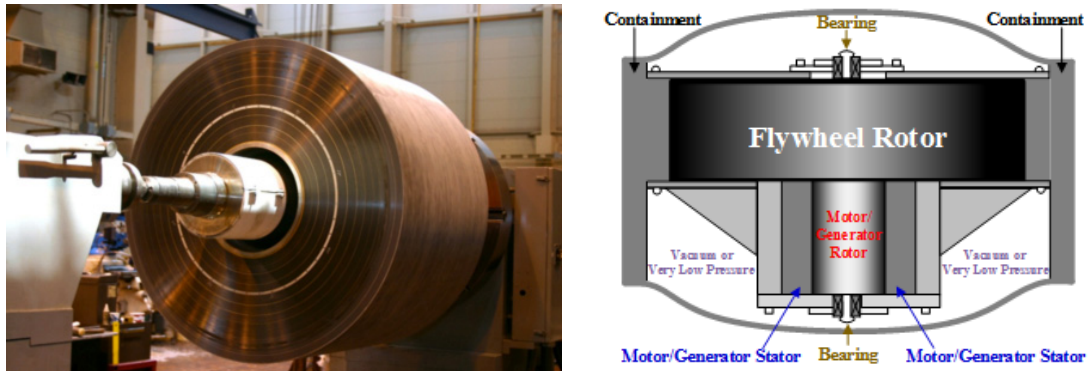 Containment
Bearing
Containment
Flywheel Rotor
Motor/
Generator
Rotor
Vacuum or
Very Low Pressure
Vacuum or
Very Low Pressure
Motor/Generator Stator
Bearing
Motor/Generator Stator